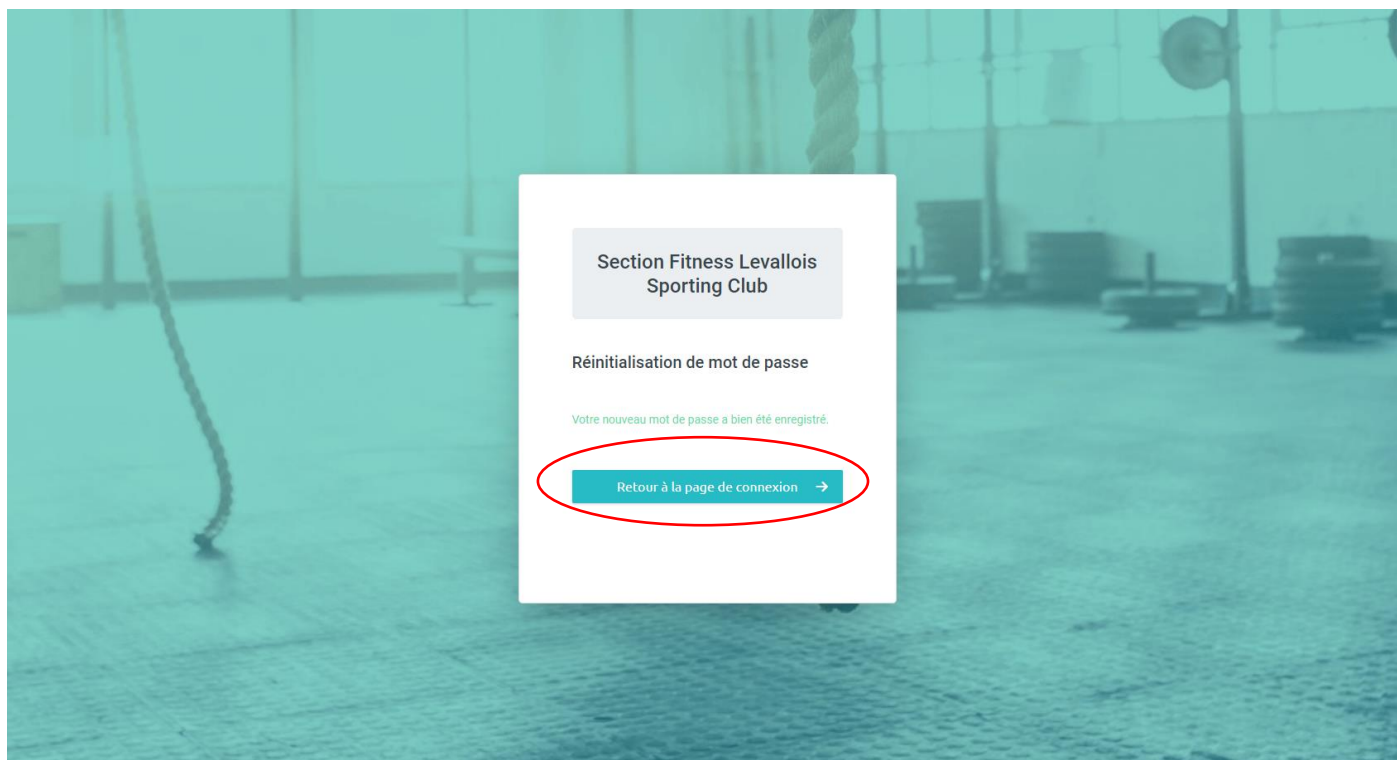 Section Fitness Levallois
Sporting Club
Réinitialisation de mot de passe
Votre nouveau mot de passe a bien été enregistré.
Retour à la page de connexion →